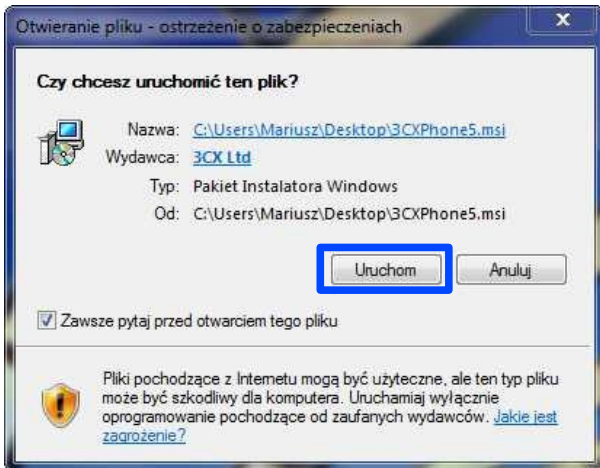 Otwieranie pliku - ostrzeżenie o zabezpieczeniach
x
Czy chcesz uruchomić ten plik?
Nazwa: C:\Users\Mariusz\Desktop\3CXPhone5.msi
Wydawca: 3CX Ltd
Typ: Pakiet Instalatora Windows
Od: C:\Users\Mariusz\Desktop\3CXPhone5.msi
Uruchom Anuluj
Zawsze pytaj przed otwarciem tego pliku
Pliki pochodzące z Internetu mogą być użyteczne, ale ten typ pliku
może być szkodliwy dla komputera. Uruchamiaj wyłącznie
oprogramowanie pochodzące od zaufanych wydawców. Jakie jest
zagrożenie?